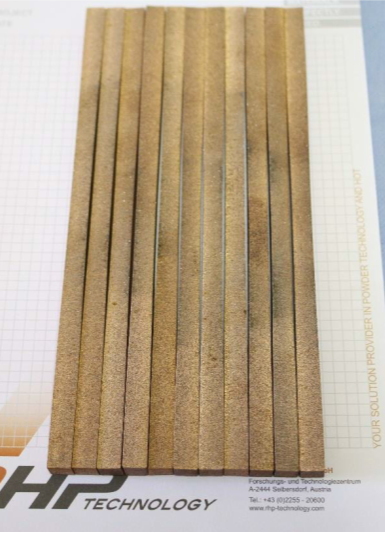 YOUR SOLUTION PROVIDER IN POWDER TECHNOLOGY AND HOT
HP TECHNOLOGY
Forschungs- und Technologiezentrum
A-2444 Seibersdorf, Austria
Tel.: +43 (0)2255 - 20600
www.rhp-technology.com